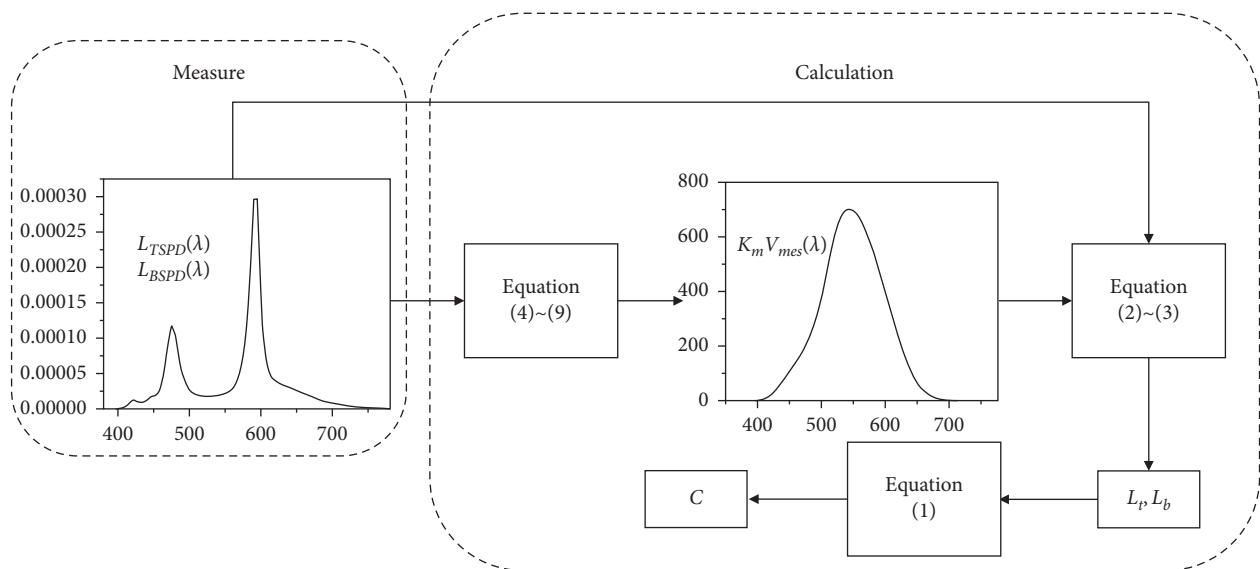 Measure
Calculation
0.00030
0.00025
0.00020
0.00015
0.00010
0.00005
0.00000
400 500 600 700
L_TSPD(λ)
L_BSPD(λ)
Equation
(4)~(9)
800
600
400
200
0
400 500 600 700
K_mV_mes(λ)
Equation
(2)~(3)
C
Equation
(1)
L_t, L_b